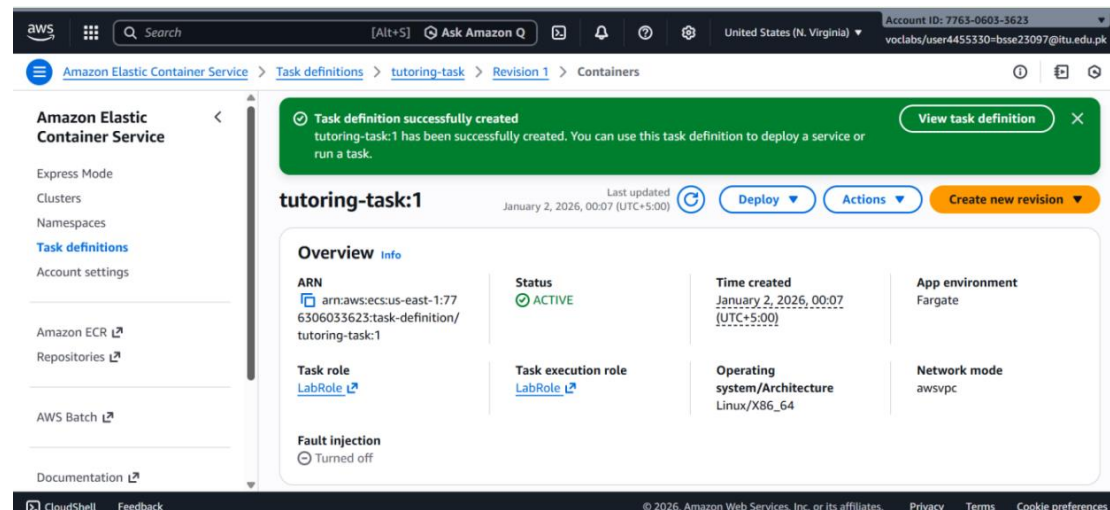 aws
Search [Alt+S] Ask Amazon Q United States (N. Virginia) ▼ Account ID: 7763-0603-3623 ▼
voclabs/user4455330=bsse23097@itu.edu.pk
Amazon Elastic Container Service > Task definitions > tutoring-task > Revision 1 > Containers
Amazon Elastic
Container Service
Express Mode
Clusters
Namespaces
Task definitions
Account settings
Amazon ECR
Repositories
AWS Batch
Documentation
Task definition successfully created
tutoring-task:1 has been successfully created. You can use this task definition to deploy a service or
run a task.
View task definition
tutoring-task:1
Last updated
January 2, 2026, 00:07 (UTC+5:00)
Deploy ▼
Actions ▼
Create new revision ▼
Overview Info
ARN
arn:aws:ecs:us-east-1:77
6306033623:task-definition/
tutoring-task:1
Status
ACTIVE
Time created
January 2, 2026, 00:07
(UTC+5:00)
App environment
Fargate
Task role
LabRole
Task execution role
LabRole
Operating
system/Architecture
Linux/X86_64
Network mode
awsvpc
Fault injection
Turned off
CloudShell Feedback © 2026, Amazon Web Services, Inc. or its affiliates. Privacy Terms Cookie preferences